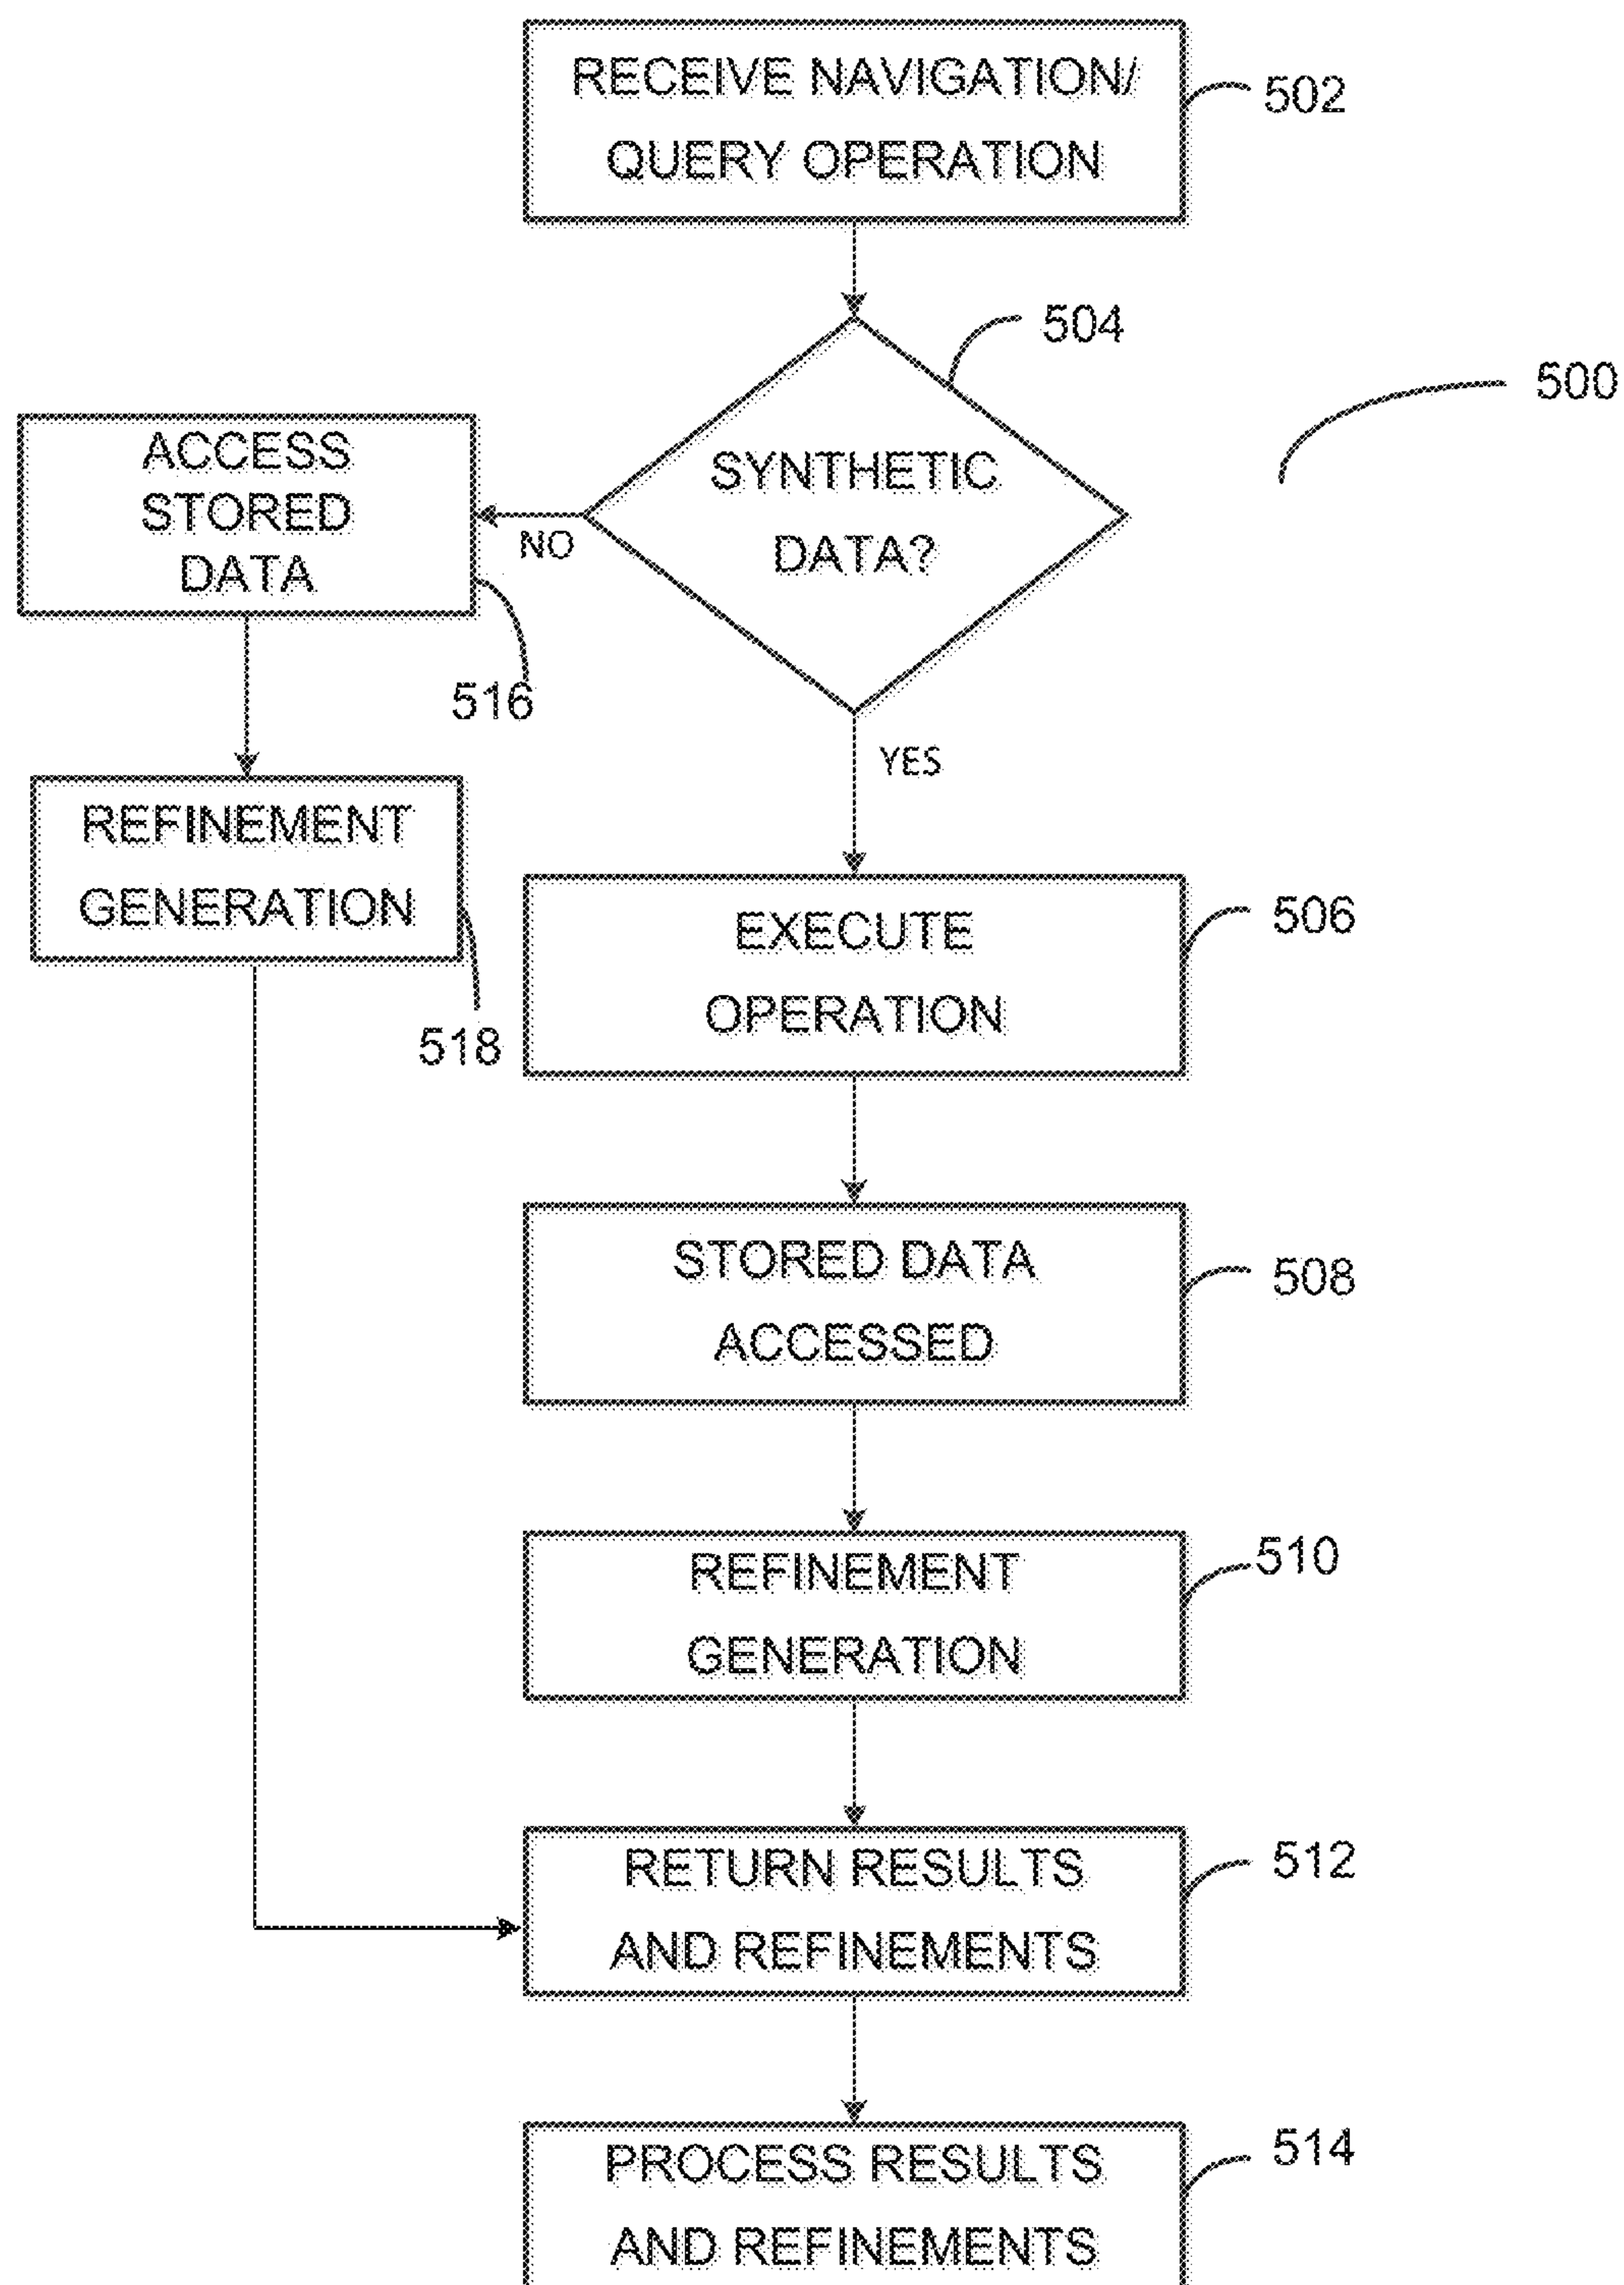 RECEIVE NAVIGATION/
QUERY OPERATION
502
504
500
SYNTHETIC
DATA?
NO
ACCESS
STORED
DATA
516
YES
REFINEMENT
GENERATION
518
EXECUTE
OPERATION
506
STORED DATA
ACCESSED
508
REFINEMENT
GENERATION
510
RETURN RESULTS
AND REFINEMENTS
512
PROCESS RESULTS
AND REFINEMENTS
514